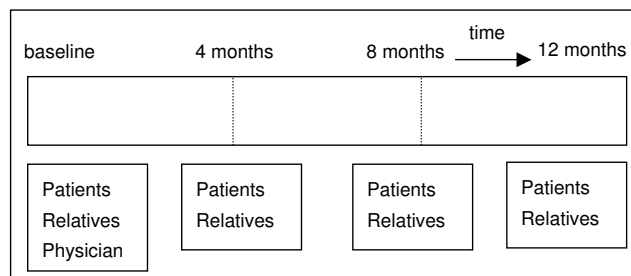 time
baseline 4 months 8 months 12 months
Patients
Relatives
Physician
Patients
Relatives
Patients
Relatives
Patients
Relatives